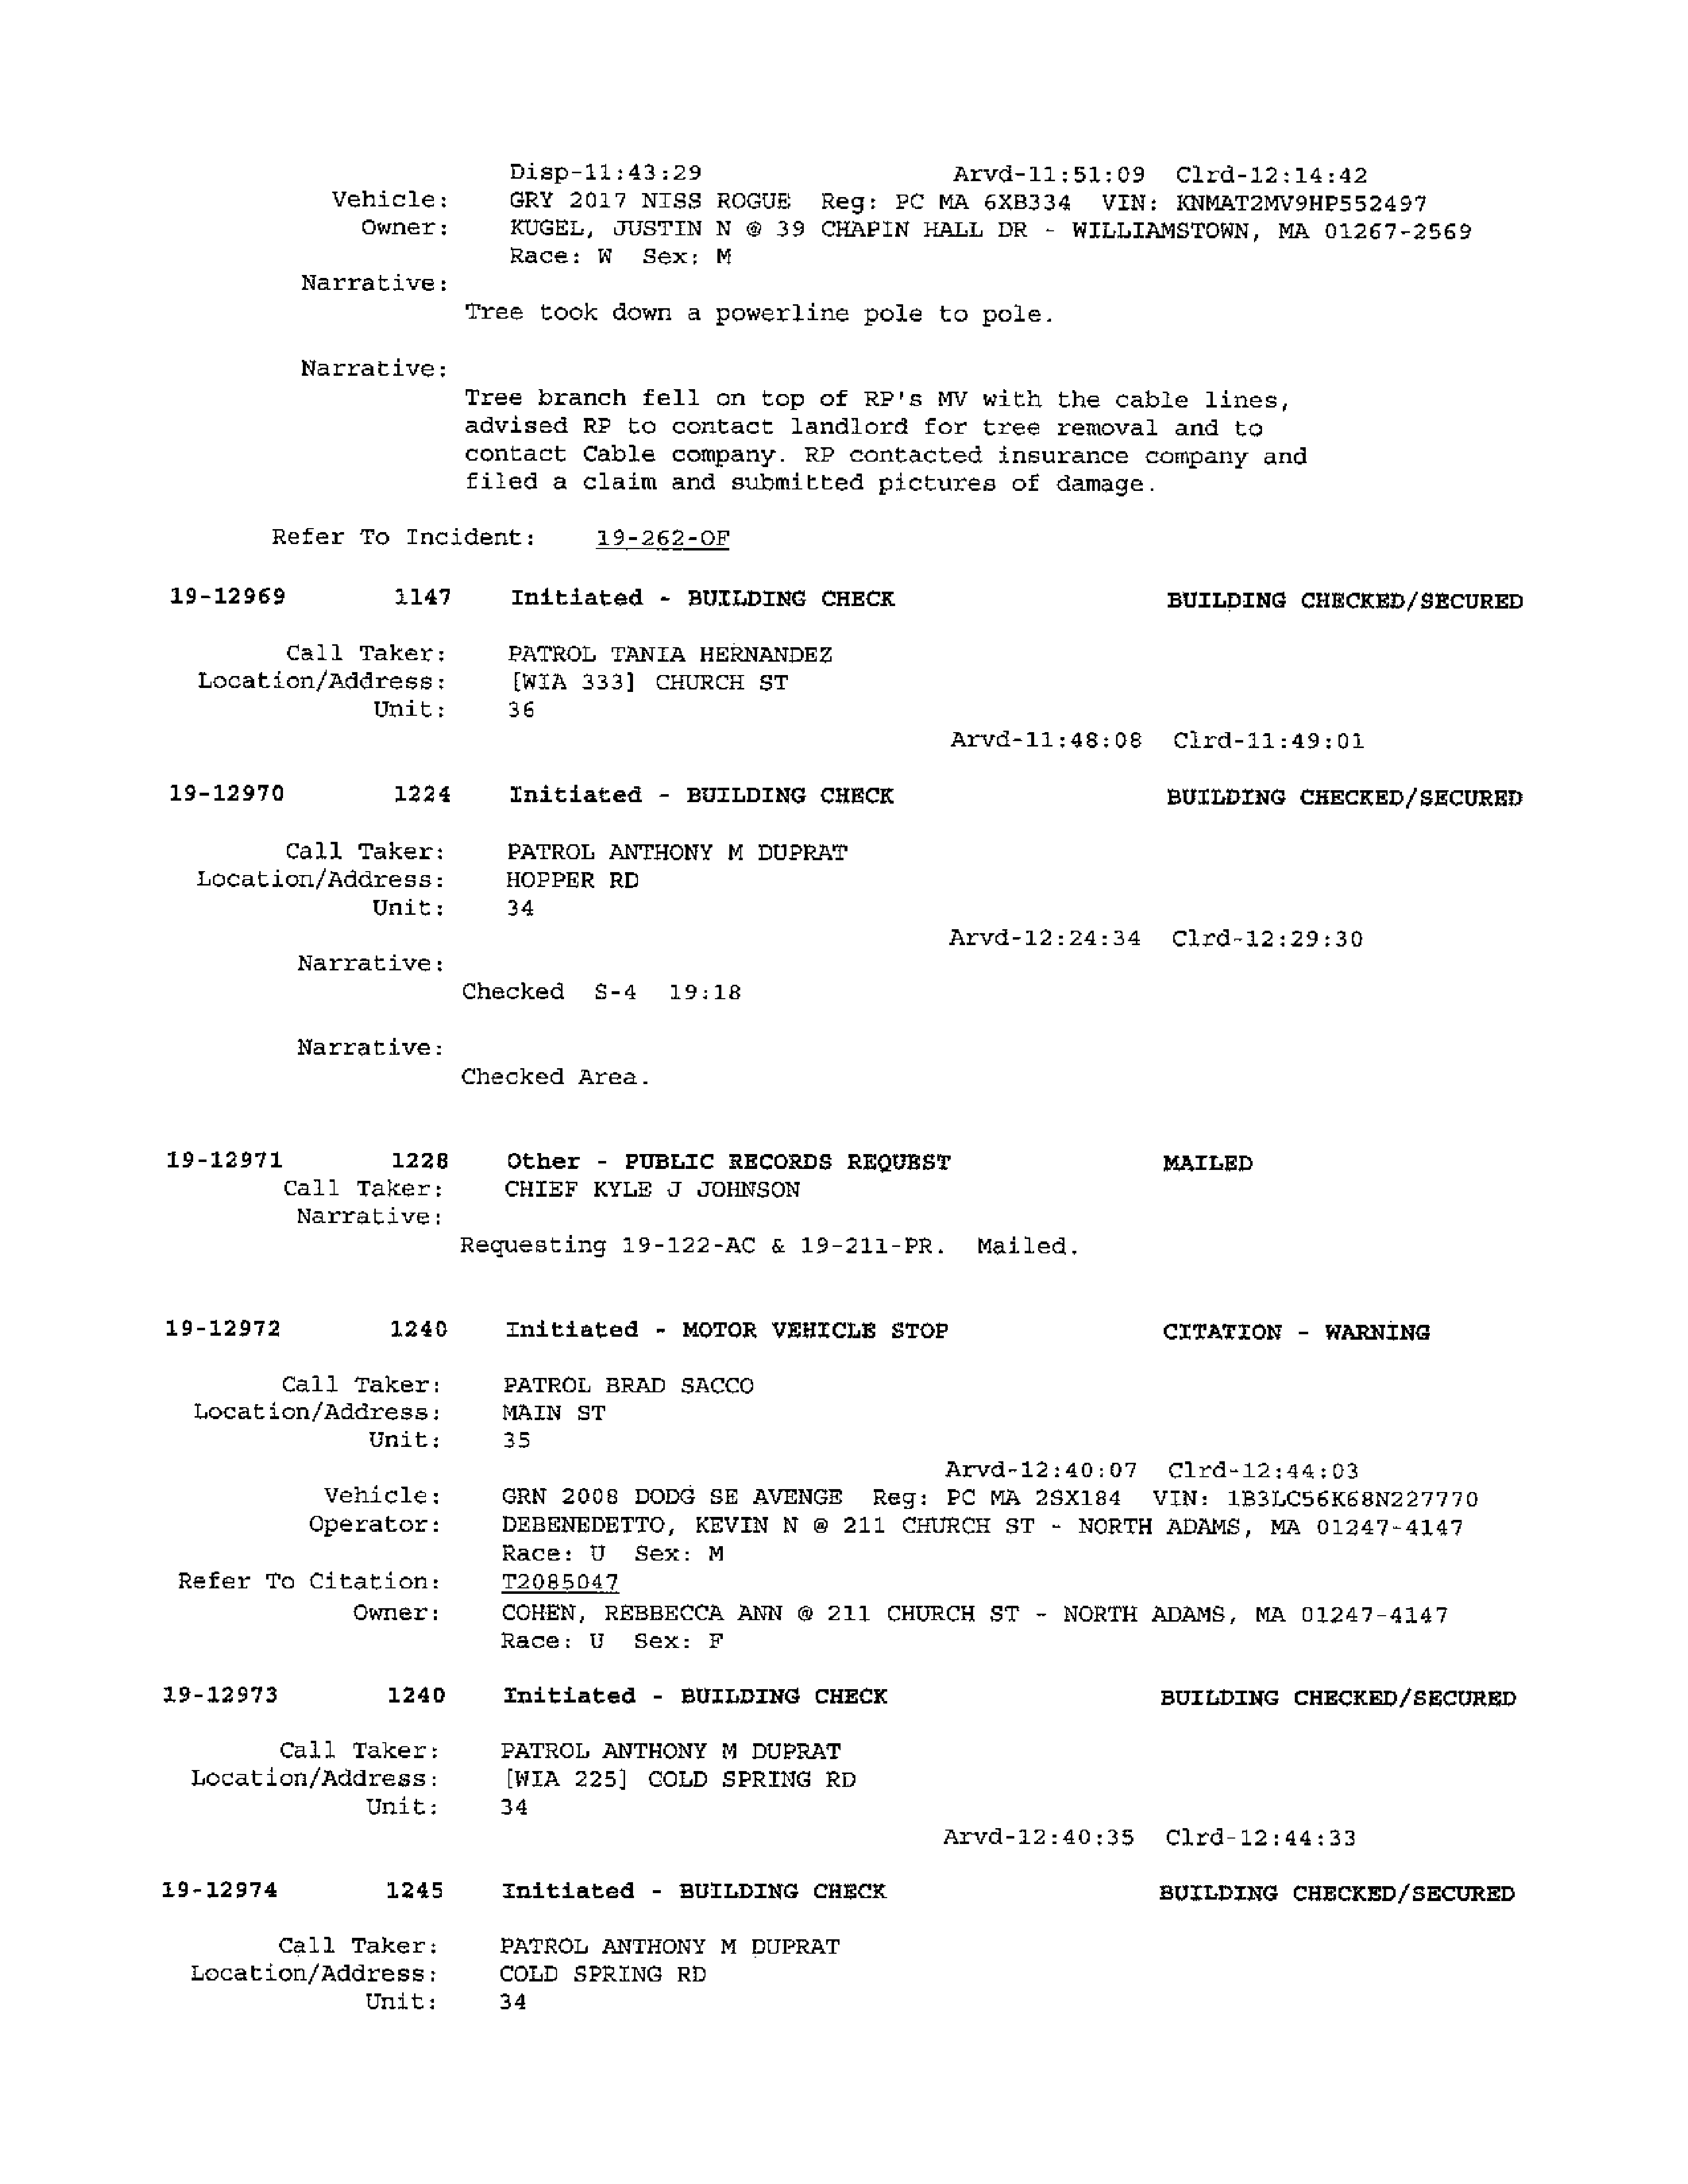 Disp-11:43:29 Arvd-11:51:09 Clrd-12:14:42
Vehicle: GRY 2017 NISS ROGUE Reg: PC MA 6XB334 VIN: KNMAT2MV9HP552497
Owner: KUGEL, JUSTIN N @ 39 CHAPIN HALL DR - WILLIAMSTOWN, MA 01267-2569
Race: W Sex: M
Narrative:
Tree took down a powerline pole to pole.
Narrative:
Tree branch fell on top of RP's MV with the cable lines,
advised RP to contact landlord for tree removal and to
contact Cable company. RP contacted insurance company and
filed a claim and submitted pictures of damage.
Refer To Incident: 19-262-OF
19-12969 1147 Initiated - BUILDING CHECK BUILDING CHECKED/SECURED
Call Taker: PATROL TANIA HERNANDEZ
Location/Address: [WIA 333] CHURCH ST
Unit: 36
Arvd-11:48:08 Clrd-11:49:01
19-12970 1224 Initiated - BUILDING CHECK BUILDING CHECKED/SECURED
Call Taker: PATROL ANTHONY M DUPRAT
Location/Address: HOPPER RD
Unit: 34
Arvd-12:24:34 Clrd-12:29:30
Narrative:
Checked S-4 19:18
Narrative:
Checked Area.
19-12971 1228 Other - PUBLIC RECORDS REQUEST MAILED
Call Taker: CHIEF KYLE J JOHNSON
Narrative:
Requesting 19-122-AC & 19-211-PR. Mailed.
19-12972 1240 Initiated - MOTOR VEHICLE STOP CITATION - WARNING
Call Taker: PATROL BRAD SACCO
Location/Address: MAIN ST
Unit: 35
Arvd-12:40:07 Clrd-12:44:03
Vehicle: GRN 2008 DODG SE AVENGE Reg: PC MA 2SX184 VIN: 1B3LC56K68N227770
Operator: DEBENEDETTO, KEVIN N @ 211 CHURCH ST - NORTH ADAMS, MA 01247-4147
Race: U Sex: M
Refer To Citation: T2085047
Owner: COHEN, REBBECCA ANN @ 211 CHURCH ST - NORTH ADAMS, MA 01247-4147
Race: U Sex: F
19-12973 1240 Initiated - BUILDING CHECK BUILDING CHECKED/SECURED
Call Taker: PATROL ANTHONY M DUPRAT
Location/Address: [WIA 225] COLD SPRING RD
Unit: 34
Arvd-12:40:35 Clrd-12:44:33
19-12974 1245 Initiated - BUILDING CHECK BUILDING CHECKED/SECURED
Call Taker: PATROL ANTHONY M DUPRAT
Location/Address: COLD SPRING RD
Unit: 34